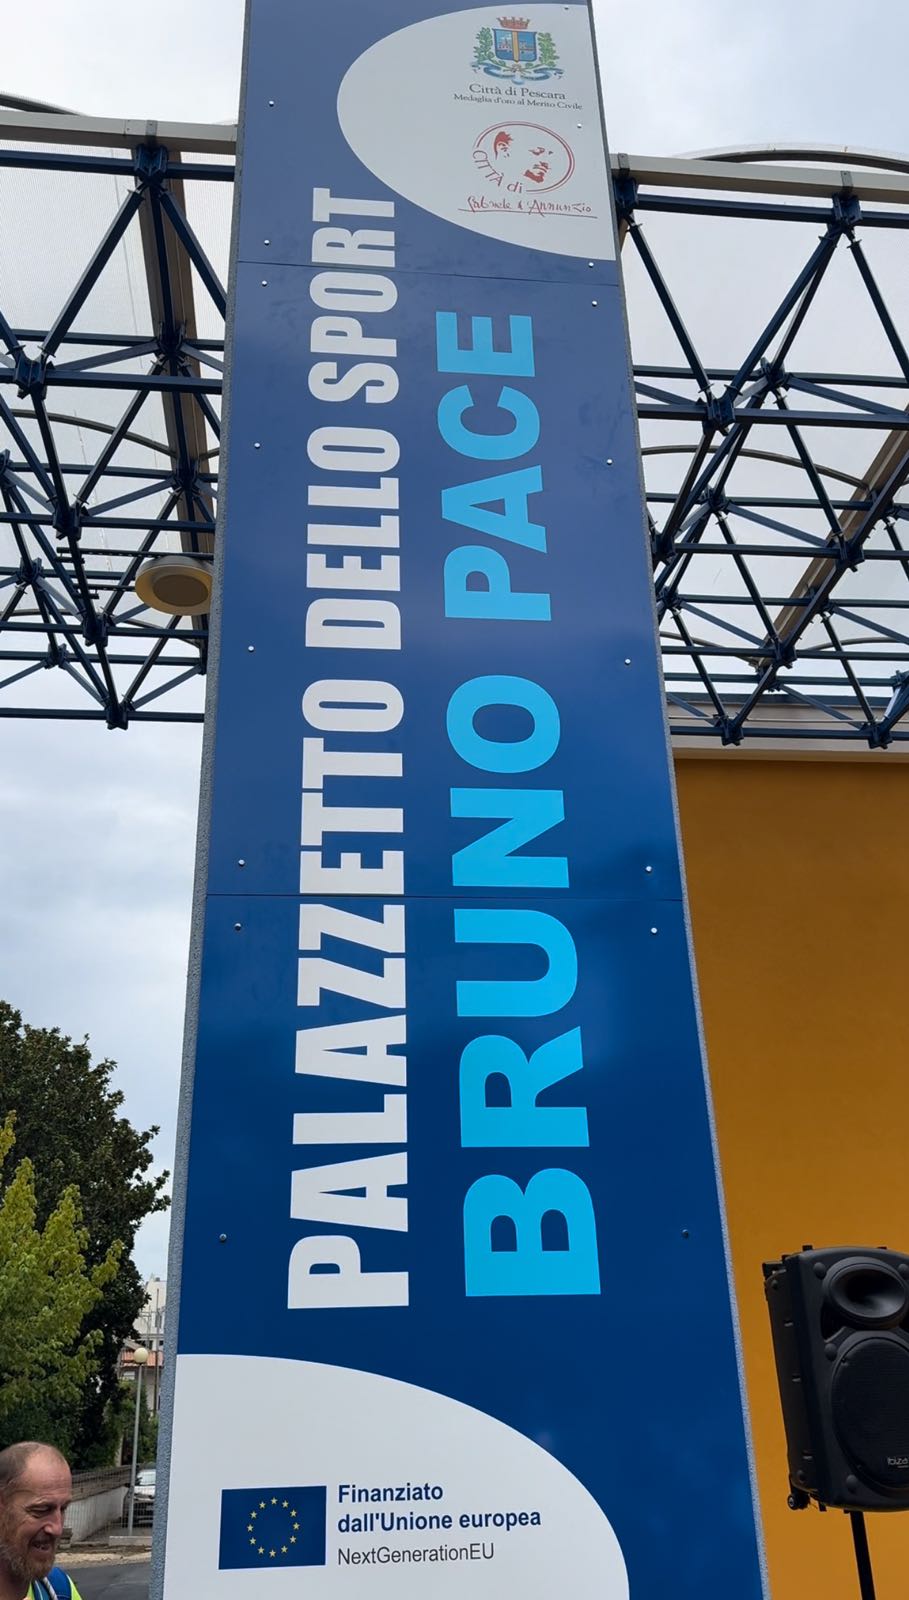 Città di Pescara
Medaglia d'oro al Merito Civile
CITTÀ di
Gabriele d'Annunzio
PALAZZETTO DELLO SPORT
BRUNO PACE
Finanziato
dall'Unione europea
NextGenerationEU